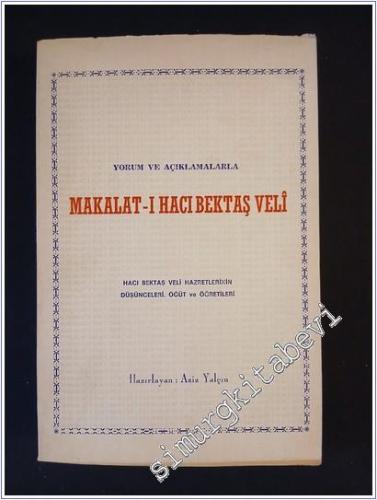 YORUM VE AÇIKLAMALARLA
MAKALAT-I HACI BEKTAŞ VELÎ
HACI BEKTAŞ VELİ HAZRETLERİNİN
DÜŞÜNCELERİ, ÖĞÜT ve ÖĞRETİLERİ
Hazırlayan : Aziz Yalçın
simurgkitabevi